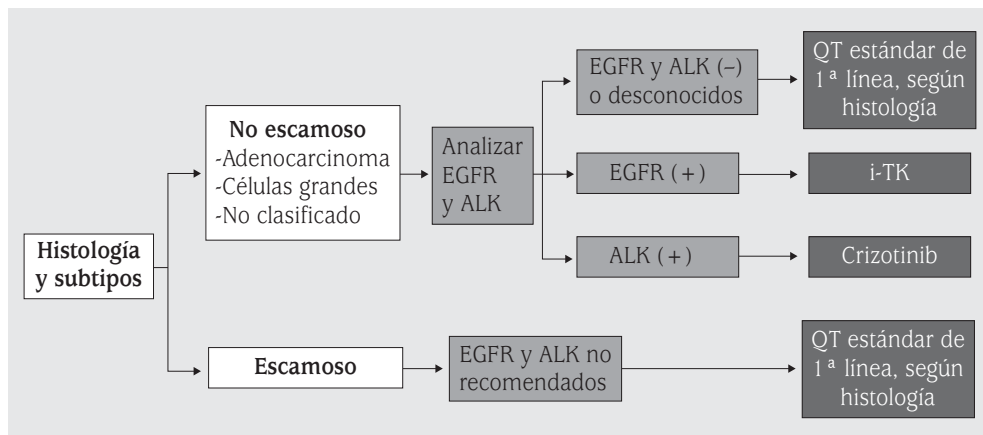 Histología
y subtipos
No escamoso
-Adenocarcinoma
-Células grandes
-No clasificado
Analizar
EGFR
y ALK
EGFR y ALK (–)
o desconocidos
QT estándar de
1ª línea, según
histología
EGFR (+)
i-TK
ALK (+)
Crizotinib
Escamoso
EGFR y ALK no
recomendados
QT estándar de
1ª línea, según
histología